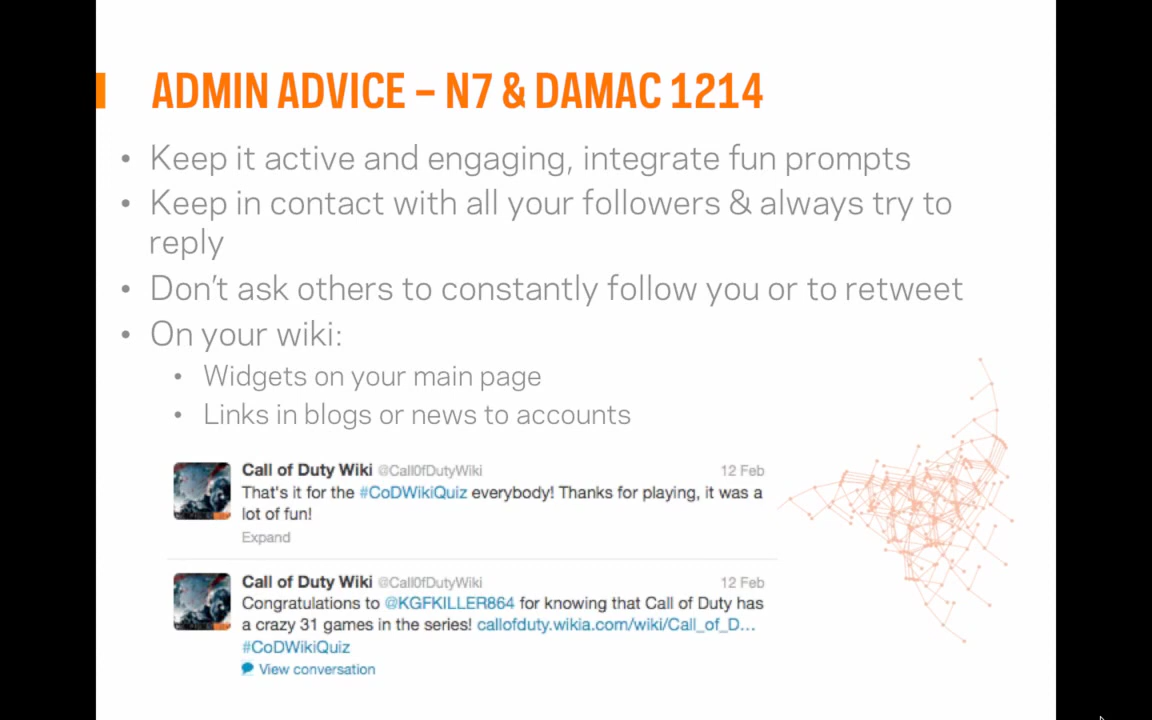 ADMIN ADVICE – N7 & DAMAC 1214
• Keep it active and engaging, integrate fun prompts
• Keep in contact with all your followers & always try to
reply
• Don't ask others to constantly follow you or to retweet
• On your wiki:
• Widgets on your main page
• Links in blogs or news to accounts
Call of Duty Wiki @CallOfDutyWiki 12 Feb
That's it for the #CoDWikiQuiz everybody! Thanks for playing, it was a
lot of fun!
Expand
Call of Duty Wiki @CallOfDutyWiki 12 Feb
Congratulations to @KGFKILLER864 for knowing that Call of Duty has
a crazy 31 games in the series! callofduty.wikia.com/wiki/Call_of_D...
#CoDWikiQuiz
View conversation